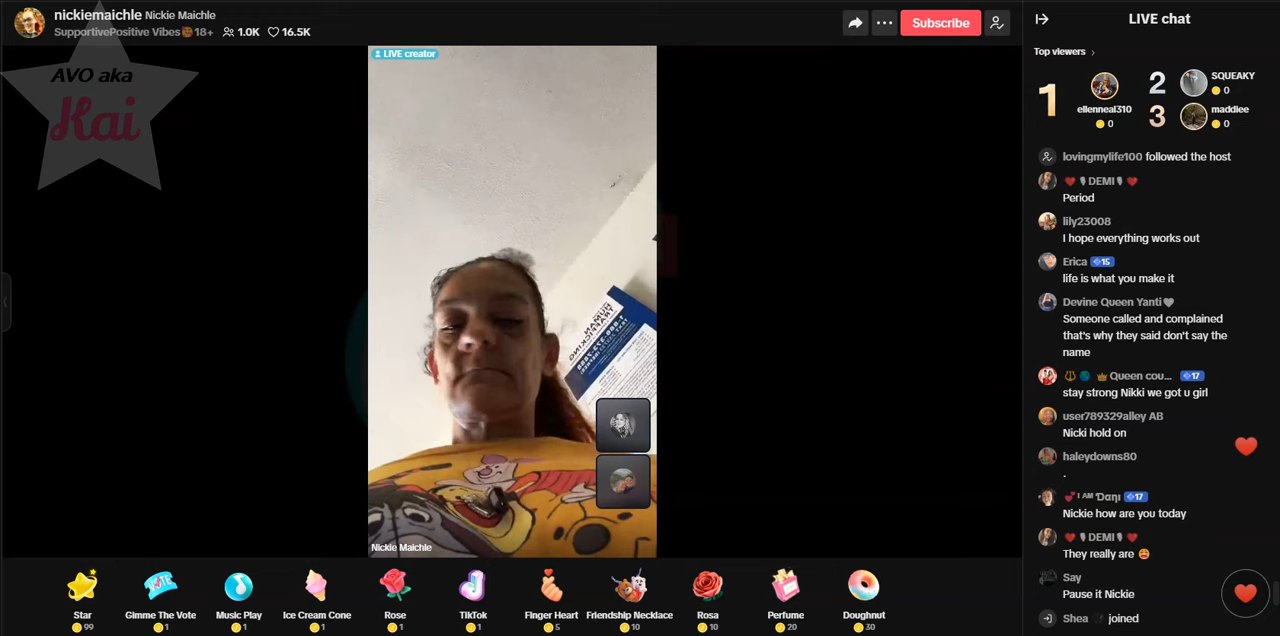 nickiemaichle Nickie Maichle
SupportivePositive Vibes 18+ 1.0K 16.5K
Subscribe
AVO aka
Kai
LIVE creator
HUMAN
TRAFFICKING
Nickie Maichle
Star
99
Gimme The Vote
1
Music Play
1
Ice Cream Cone
1
Rose
1
TikTok
1
Finger Heart
5
Friendship Necklace
10
Rosa
10
Perfume
20
Doughnut
30
LIVE chat
Top viewers
1
ellenneal310
0
2
SQUEAKY
0
3
maddlee
0
lovingmylife100 followed the host
DEMI
Period
lily23008
I hope everything works out
Erica 15
life is what you make it
Devine Queen Yanti
Someone called and complained
that's why they said don't say the
name
Queen cou... 17
stay strong Nikki we got u girl
user789329alley AB
Nicki hold on
haleydowns80
.
I AM Dani 17
Nickie how are you today
DEMI
They really are
Say
Pause it Nickie
Shea joined